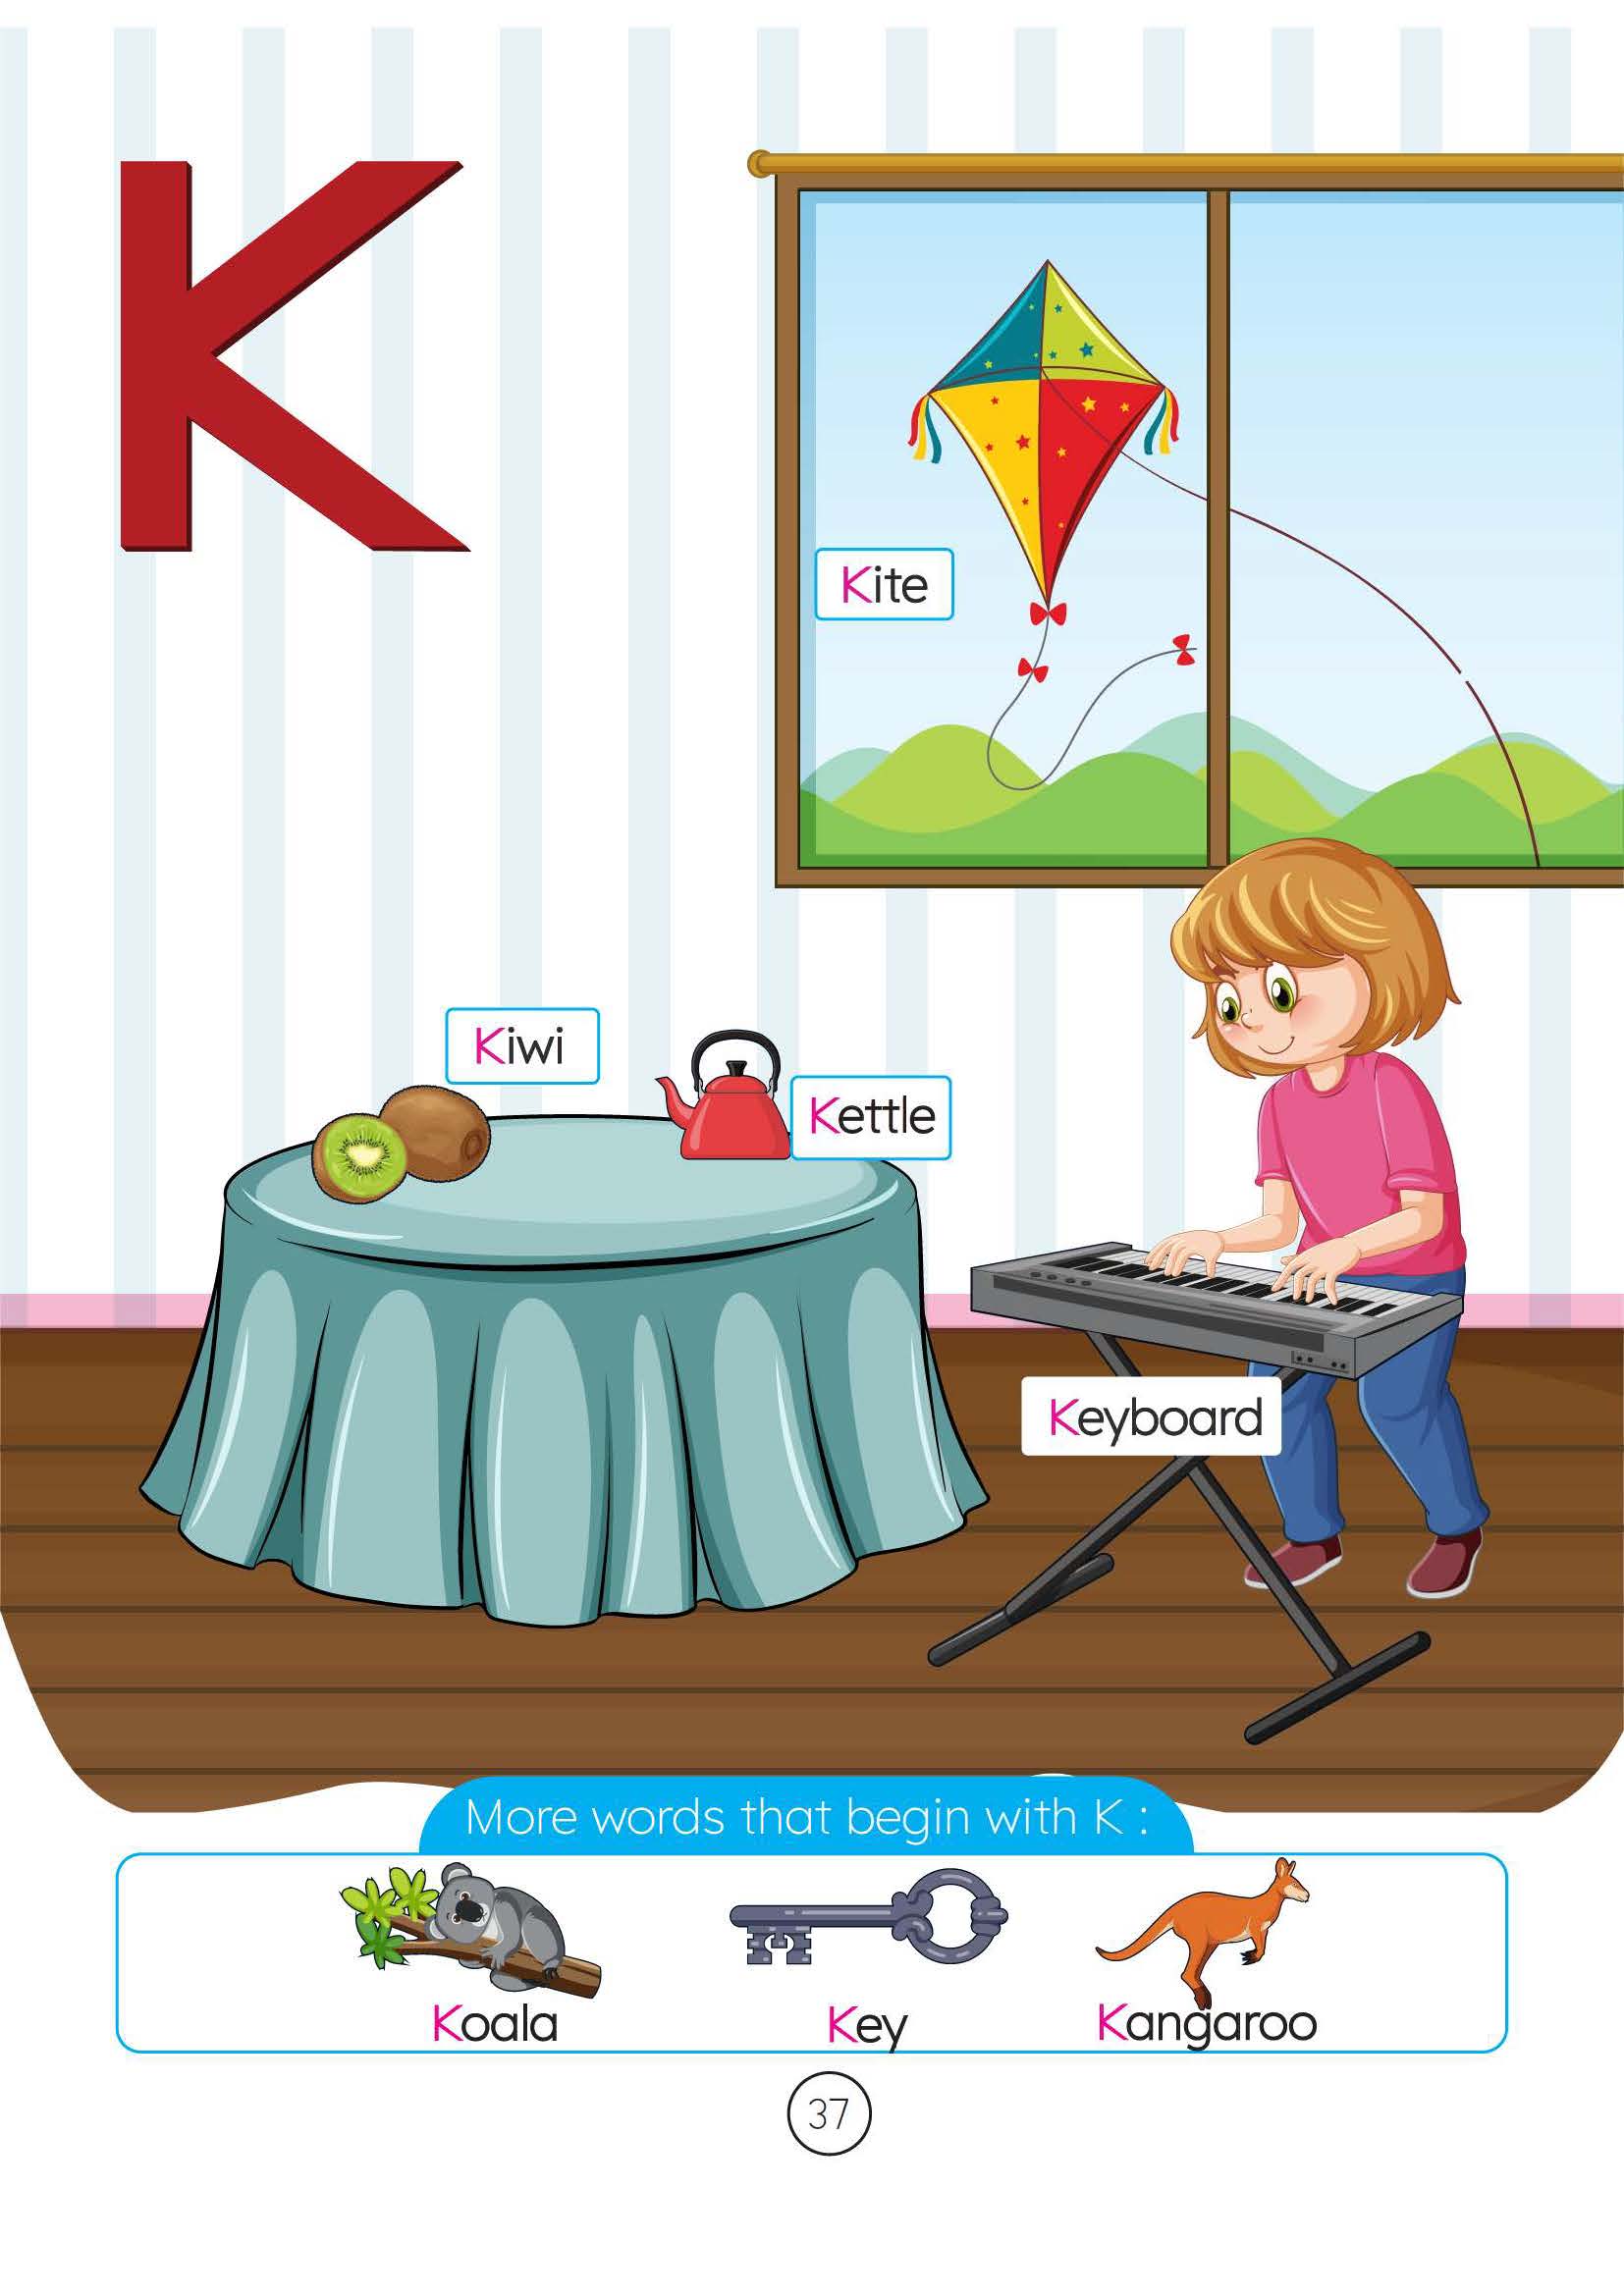 K
Kite
Kiwi
Kettle
Keyboard
More words that begin with K :
Koala
Key
Kangaroo
37